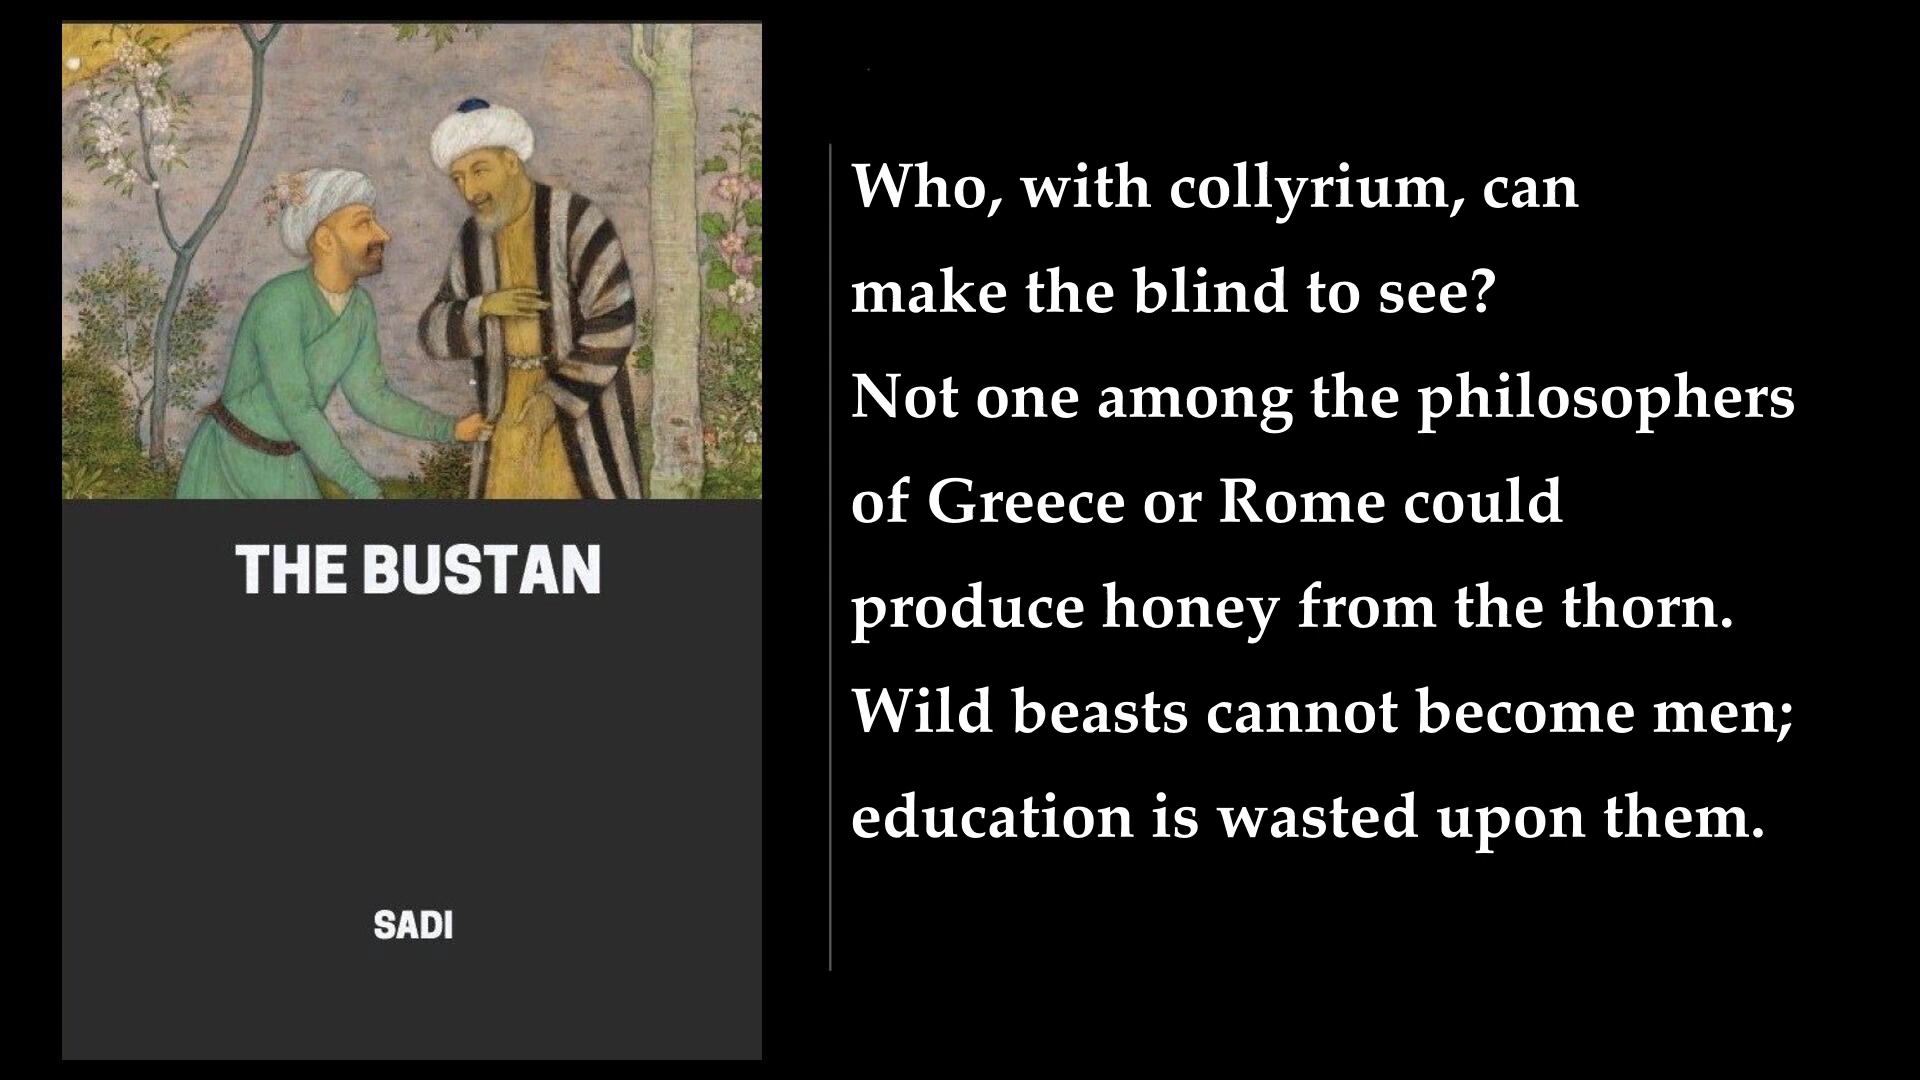 THE BUSTAN
SADI
Who, with collyrium, can
make the blind to see?
Not one among the philosophers
of Greece or Rome could
produce honey from the thorn.
Wild beasts cannot become men;
education is wasted upon them.